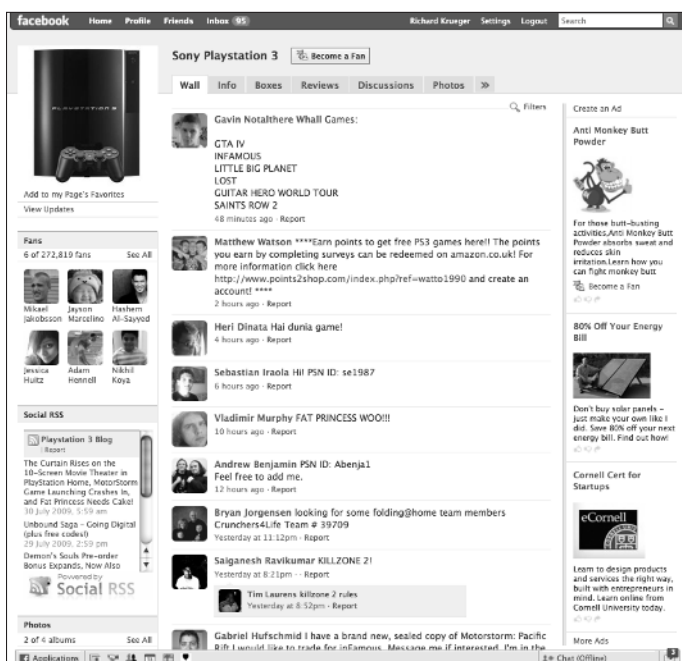 facebook Home Profile Friends Inbox 95 Richard Krueger Settings Logout Search
PLAYSTATION 3
Add to my Page's Favorites
View Updates
Fans
6 of 272,819 fans See All
Mikael Jakobsson
Jayson Marcelino
Hashem Al-Sayyed
Jessica Huitz
Adam Hennell
Nikhil Koya
Social RSS
Playstation 3 Blog
Report
The Curtain Rises on the
10-Screen Movie Theater in
PlayStation Home, MotorStorm
Game Launching Crashes In,
and Fat Princess Needs Cake!
30 July 2009, 5:59 am
Unbound Saga - Going Digital
(plus free codes!)
29 July 2009, 2:59 pm
Demon's Souls Pre-order
Bonus Expands, Now Also
Powered by
Social RSS
Photos
2 of 4 albums See All
Sony Playstation 3 Become a Fan
Wall Info Boxes Reviews Discussions Photos »
Filters
Gavin Notalthere Whall Games:
GTA IV
INFAMOUS
LITTLE BIG PLANET
LOST
GUITAR HERO WORLD TOUR
SAINTS ROW 2
48 minutes ago · Report
Matthew Watson ****Earn points to get free PS3 games here!! The points
you earn by completing surveys can be redeemed on amazon.co.uk! For
more information click here
http://www.points2shop.com/index.php?ref=watto1990 and create an
account! ****
2 hours ago · Report
Heri Dinata Hai dunia game!
4 hours ago · Report
Sebastian Iraola Hi! PSN ID: se1987
6 hours ago · Report
Vladimir Murphy FAT PRINCESS WOO!!!
10 hours ago · Report
Andrew Benjamin PSN ID: Abenja1
Feel free to add me.
12 hours ago · Report
Bryan Jorgensen looking for some folding@home team members
Crunchers4Life Team # 39709
Yesterday at 11:12pm · Report
Saiganesh Ravikumar KILLZONE 2!
Yesterday at 8:21pm · · Report
Tim Laurens killzone 2 rules
Yesterday at 8:52pm · Report
Gabriel Hufschmid I have a brand new, sealed copy of Motorstorm: Pacific
Rift I would like to trade for inFamous. Message me if interested. I'm in the
Create an Ad
Anti Monkey Butt
Powder
For those butt-busting
activities,Anti Monkey Butt
Powder absorbs sweat and
reduces skin
irritation.Learn how you
can fight monkey butt
Become a Fan
80% Off Your Energy
Bill
Don't buy solar panels -
just make your own like I
did. Save 80% off your next
energy bill. Find out how!
Cornell Cert for
Startups
eCornell
Learn to design products
and services the right way,
built with entrepreneurs in
mind. Learn online from
Cornell University today.
More Ads
Applications Chat (Offline) 3